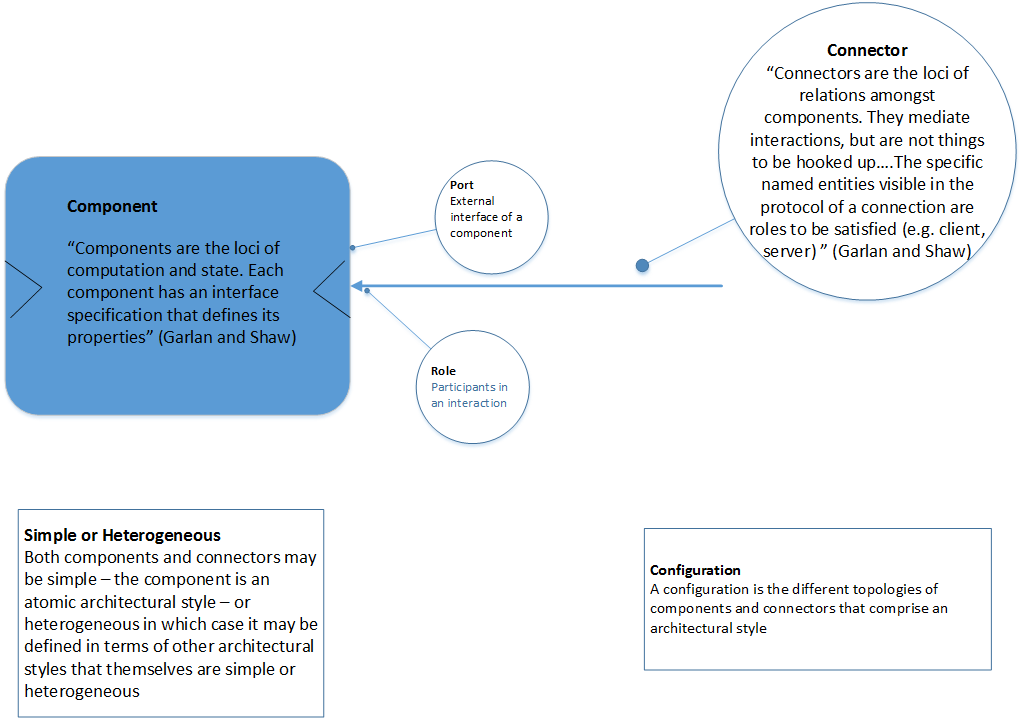 Connector
“Connectors are the loci of
relations amongst
components. They mediate
interactions, but are not things
to be hooked up….The specific
named entities visible in the
protocol of a connection are
roles to be satisfied (e.g. client,
server) ” (Garlan and Shaw)
Component
“Components are the loci of
computation and state. Each
component has an interface
specification that defines its
properties” (Garlan and Shaw)
Port
External
interface of a
component
Role
Participants in
an interaction
Simple or Heterogeneous
Both components and connectors may
be simple – the component is an
atomic architectural style – or
heterogeneous in which case it may be
defined in terms of other architectural
styles that themselves are simple or
heterogeneous
Configuration
A configuration is the different topologies of
components and connectors that comprise an
architectural style